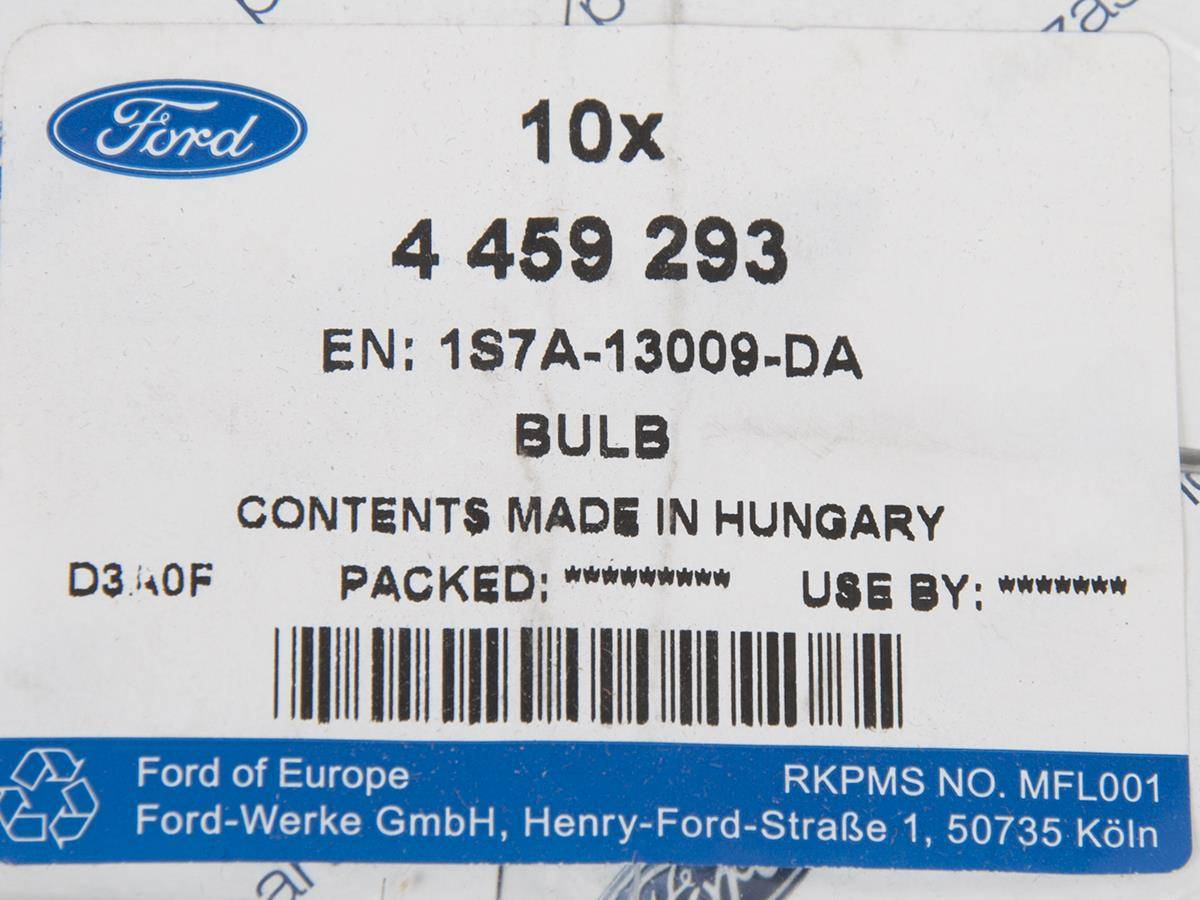 Ford
10x
4 459 293
EN: 1S7A-13009-DA
BULB
CONTENTS MADE IN HUNGARY
PACKED: ********* USE BY: *******
Ford of Europe RKPMS NO. MFL001
Ford-Werke GmbH, Henry-Ford-Straße 1, 50735 Köln